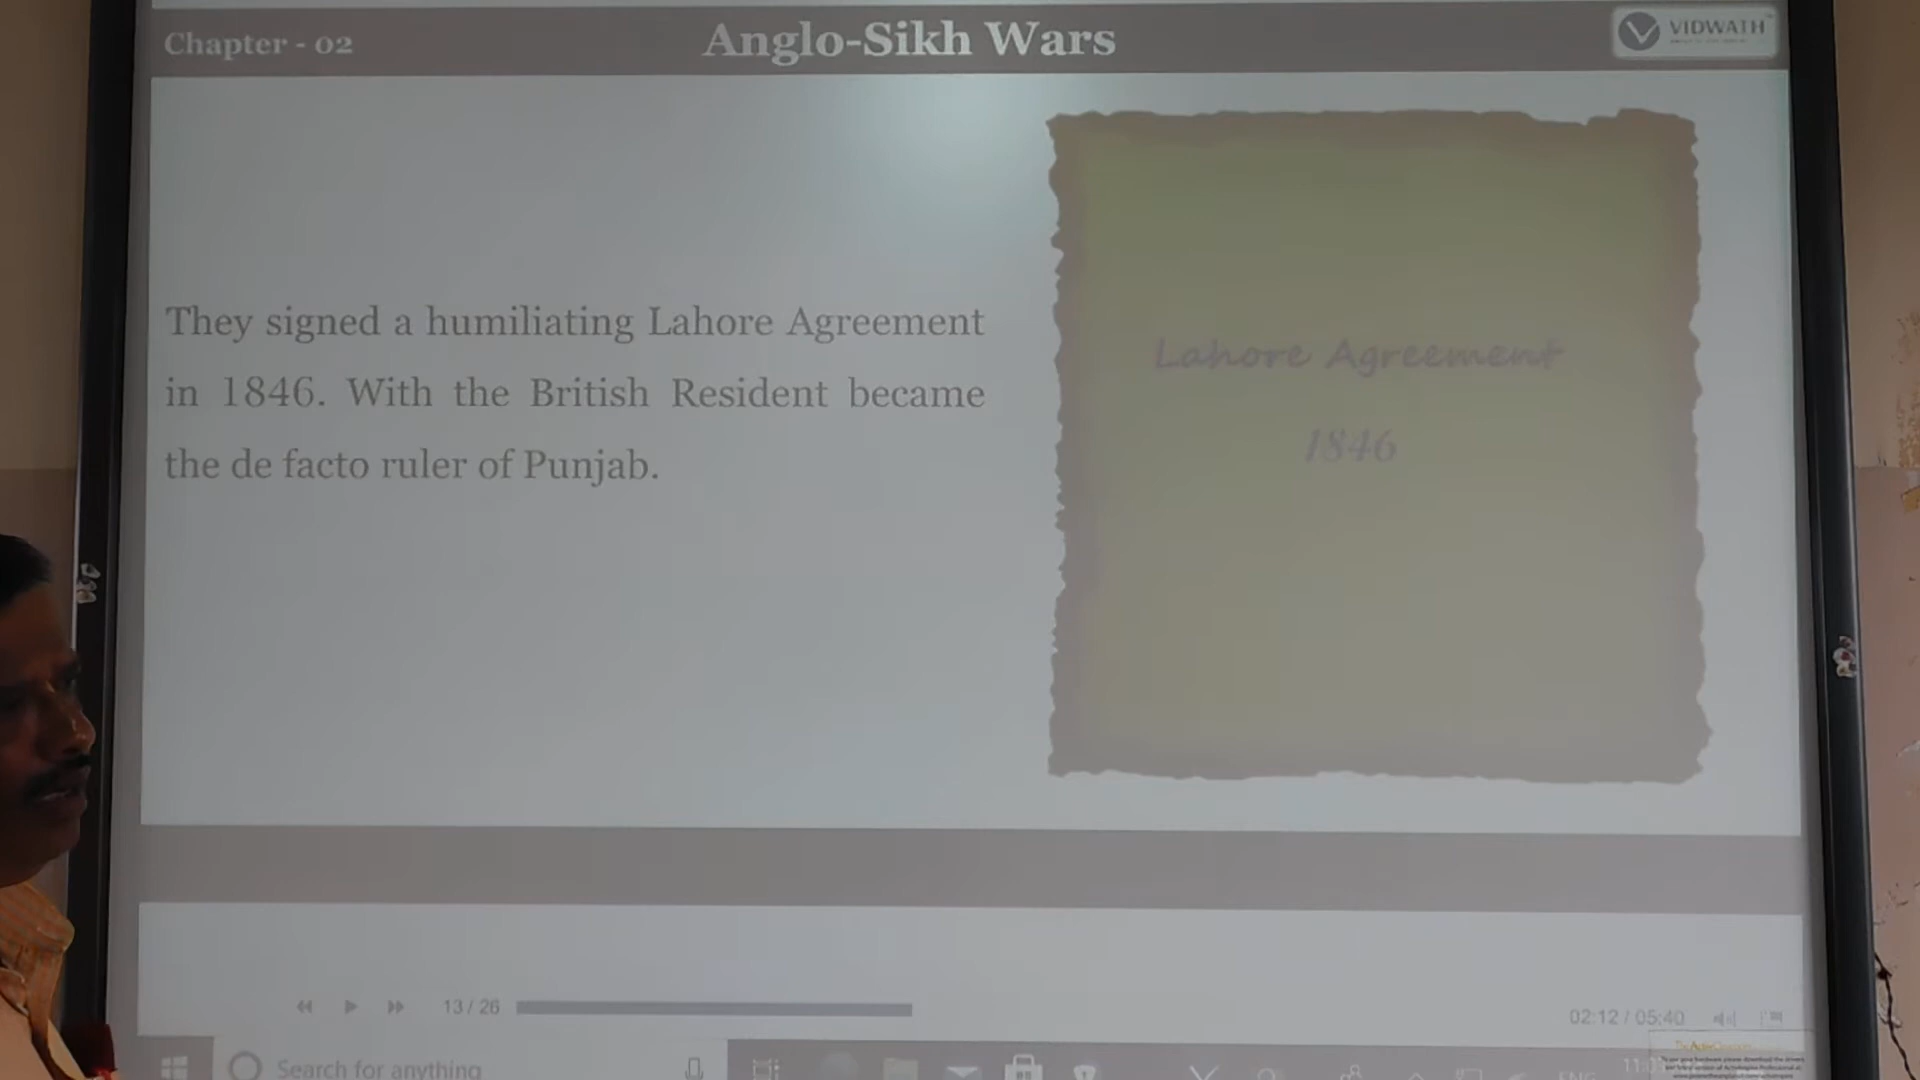 Chapter - 02
Anglo-Sikh Wars
VIDWATH
They signed a humiliating Lahore Agreement
in 1846. With the British Resident became
the de facto ruler of Punjab.
Lahore Agreement
1846
13 / 26
02:12 / 05:40
Search for anything
ENG